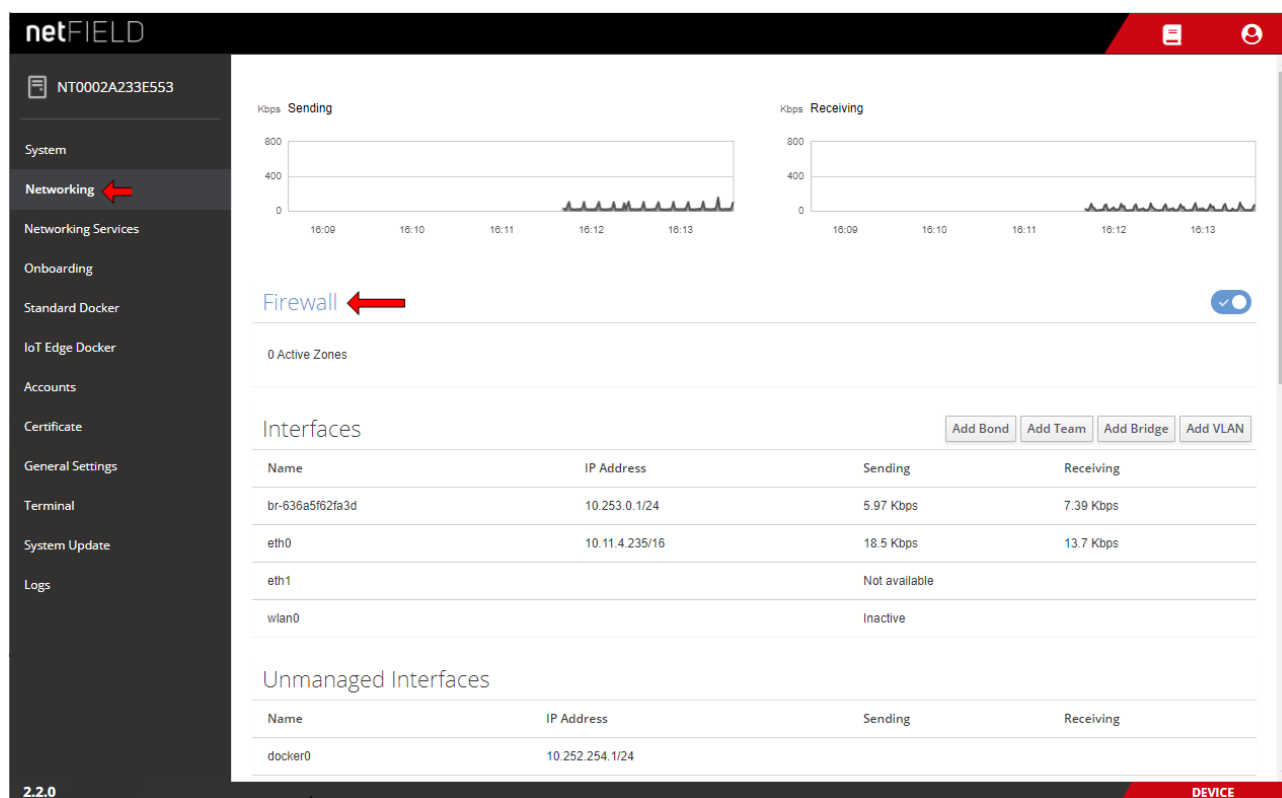 netFIELD
NT0002A233E553
System
Networking
Networking Services
Onboarding
Standard Docker
IoT Edge Docker
Accounts
Certificate
General Settings
Terminal
System Update
Logs
Kbps Sending
800
400
0
16:09 16:10 16:11 16:12 16:13
Kbps Receiving
800
400
0
16:09 16:10 16:11 16:12 16:13
Firewall
0 Active Zones
Interfaces Add Bond Add Team Add Bridge Add VLAN
Name IP Address Sending Receiving
br-636a5f62fa3d 10.253.0.1/24 5.97 Kbps 7.39 Kbps
eth0 10.11.4.235/16 18.5 Kbps 13.7 Kbps
eth1 Not available
wlan0 Inactive
Unmanaged Interfaces
Name IP Address Sending Receiving
docker0 10.252.254.1/24
2.2.0 DEVICE